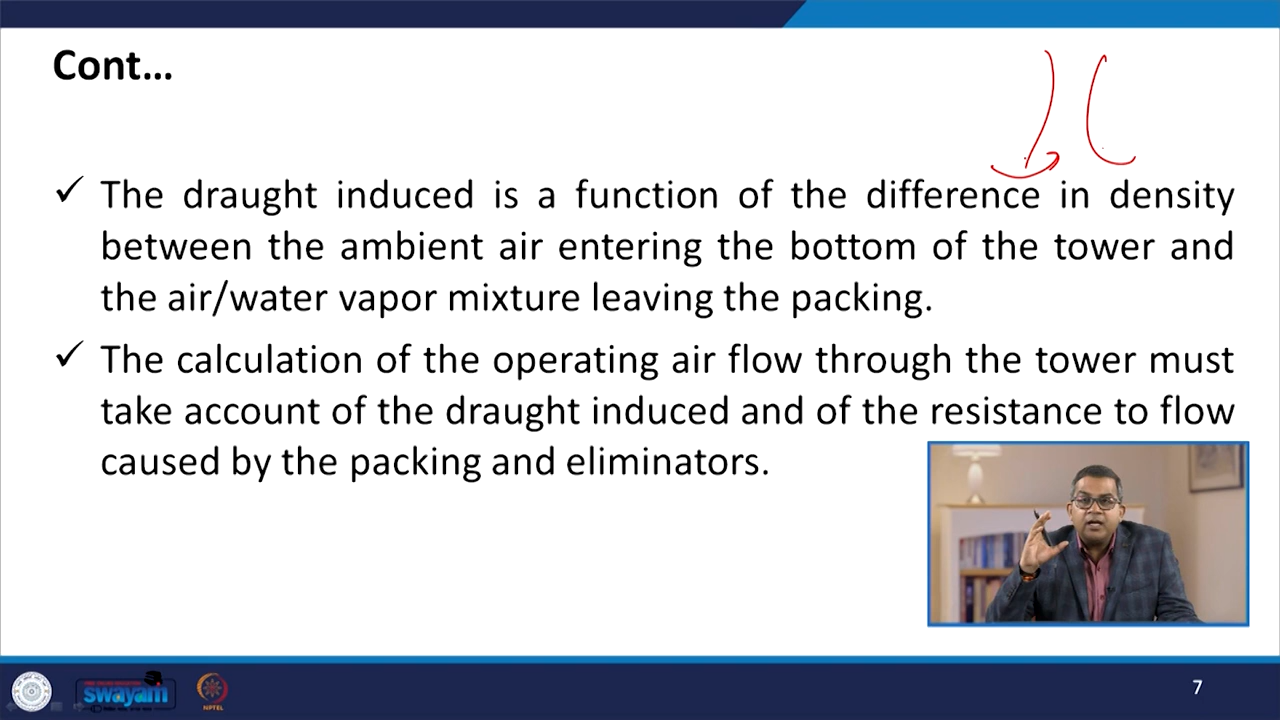 Cont...
✓ The draught induced is a function of the difference in density
between the ambient air entering the bottom of the tower and
the air/water vapor mixture leaving the packing.
✓ The calculation of the operating air flow through the tower must
take account of the draught induced and of the resistance to flow
caused by the packing and eliminators.
swayam
NPTEL
7